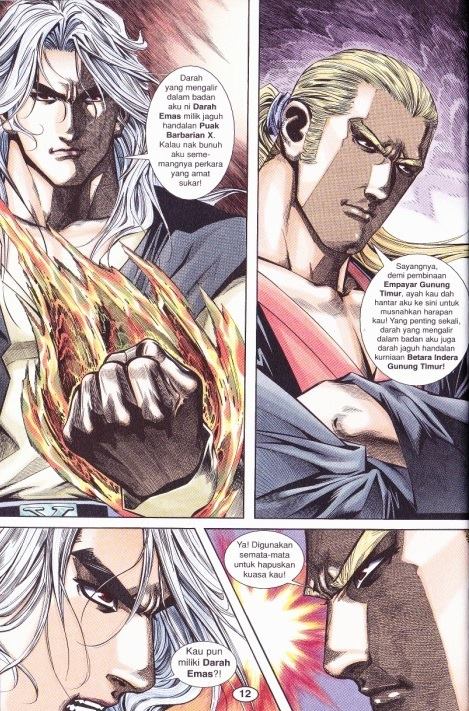 Darah
yang mengalir
dalam badan
aku ni Darah
Emas milik jaguh
handalan Puak
Barbarian X.
Kalau nak bunuh
aku seme-
mangnya perkara
yang amat
sukar!
Sayangnya,
demi pembinaan
Empayar Gunung
Timur, ayah kau dah
hantar aku ke sini untuk
musnahkan harapan
kau! Yang penting sekali,
darah yang mengalir
dalam badan aku juga
darah jaguh handalan
kurniaan Betara Indera
Gunung Timur!
Kau pun
miliki Darah
Emas?!
Ya! Digunakan
semata-mata
untuk hapuskan
kuasa kau!
12